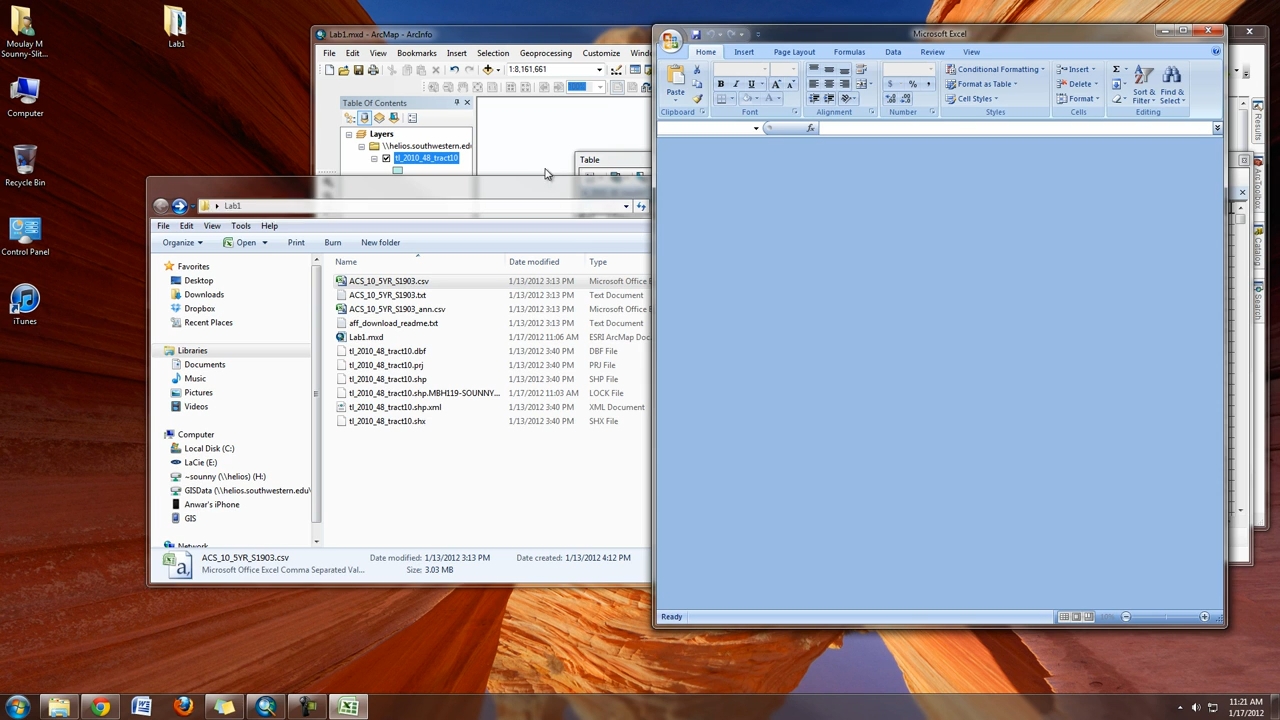 Moulay M
Sounny-Slit...
Computer
Recycle Bin
Control Panel
iTunes
Lab1
Lab1.mxd - ArcMap - ArcInfo
File Edit View Bookmarks Insert Selection Geoprocessing Customize Wind
1:8,161,661
Table Of Contents
Layers
\\helios.southwestern.edu
tl_2010_48_tract10
Table
Lab1
File Edit View Tools Help
Organize Open Print Burn New folder
Favorites
Desktop
Downloads
Dropbox
Recent Places
Libraries
Documents
Music
Pictures
Videos
Computer
Local Disk (C:)
LaCie (E:)
~sounny (\\helios) (H:)
GISData (\\helios.southwestern.edu\
Anwar's iPhone
GIS
Network
Name Date modified Type
ACS_10_5YR_S1903.csv 1/13/2012 3:13 PM Microsoft Office E
ACS_10_5YR_S1903.txt 1/13/2012 3:13 PM Text Document
ACS_10_5YR_S1903_ann.csv 1/13/2012 3:13 PM Microsoft Office E
aff_download_readme.txt 1/13/2012 3:13 PM Text Document
Lab1.mxd 1/17/2012 11:06 AM ESRI ArcMap Doc
tl_2010_48_tract10.dbf 1/13/2012 3:40 PM DBF File
tl_2010_48_tract10.prj 1/13/2012 3:40 PM PRJ File
tl_2010_48_tract10.shp 1/13/2012 3:40 PM SHP File
tl_2010_48_tract10.shp.MBH119-SOUNNY... 1/17/2012 11:03 AM LOCK File
tl_2010_48_tract10.shp.xml 1/13/2012 3:40 PM XML Document
tl_2010_48_tract10.shx 1/13/2012 3:40 PM SHX File
ACS_10_5YR_S1903.csv Date modified: 1/13/2012 3:13 PM Date created: 1/13/2012 4:12 PM
Microsoft Office Excel Comma Separated Val... Size: 3.03 MB
Microsoft Excel
Home Insert Page Layout Formulas Data Review View
Paste
B I U A A
$ % ,
Conditional Formatting
Format as Table
Cell Styles
Insert
Delete
Format
Σ
Sort & Filter
Find & Select
Clipboard Font Alignment Number Styles Cells Editing
fx
Ready
Results
ArcToolbox
Catalog
Search
11:21 AM
1/17/2012